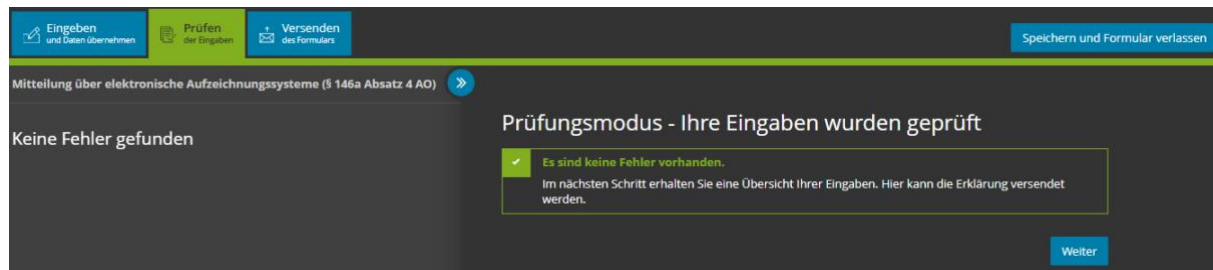 Eingeben
und Daten übernehmen
Prüfen
der Eingaben
Versenden
des Formulars
Speichern und Formular verlassen
Mitteilung über elektronische Aufzeichnungssysteme (§ 146a Absatz 4 AO)
Keine Fehler gefunden
Prüfungsmodus - Ihre Eingaben wurden geprüft
Es sind keine Fehler vorhanden.
Im nächsten Schritt erhalten Sie eine Übersicht Ihrer Eingaben. Hier kann die Erklärung versendet
werden.
Weiter